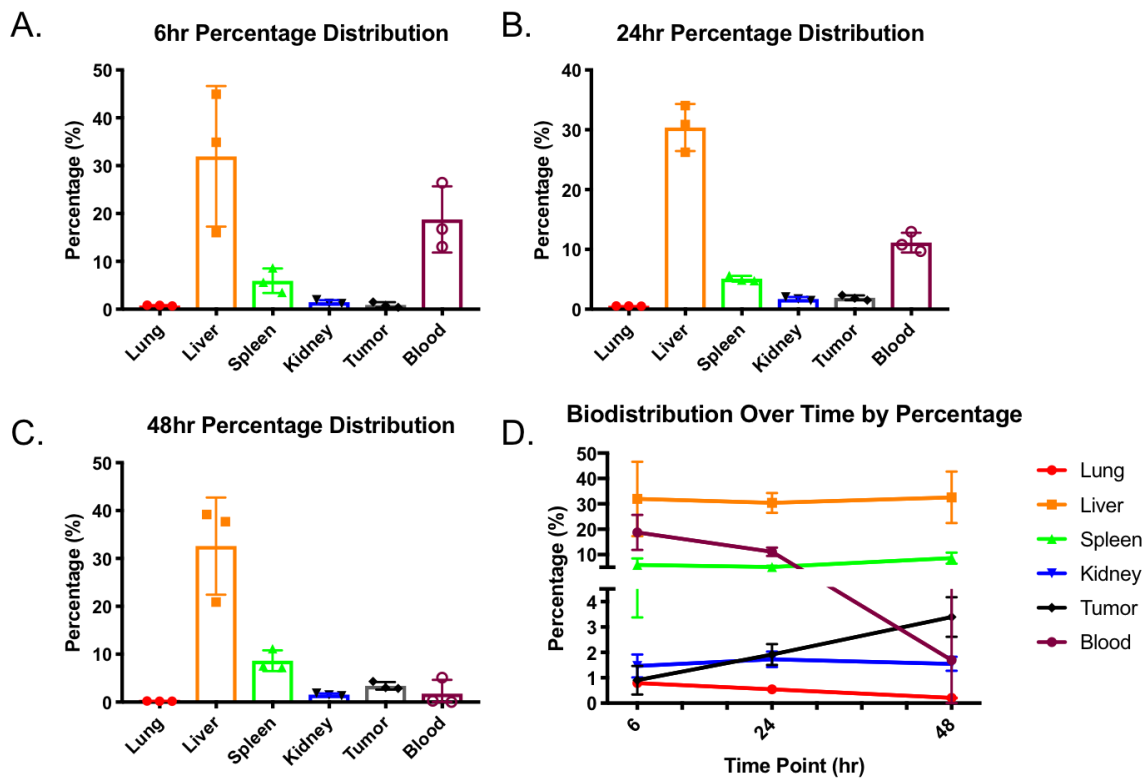 A.
6hr Percentage Distribution
Percentage (%)
50
40
30
20
10
0
Lung
Liver
Spleen
Kidney
Tumor
Blood
B.
24hr Percentage Distribution
Percentage (%)
40
30
20
10
0
Lung
Liver
Spleen
Kidney
Tumor
Blood
C.
48hr Percentage Distribution
Percentage (%)
50
40
30
20
10
0
Lung
Liver
Spleen
Kidney
Tumor
Blood
D.
Biodistribution Over Time by Percentage
Percentage (%)
50
40
30
20
10
4
3
2
1
0
6
24
48
Time Point (hr)
Lung
Liver
Spleen
Kidney
Tumor
Blood